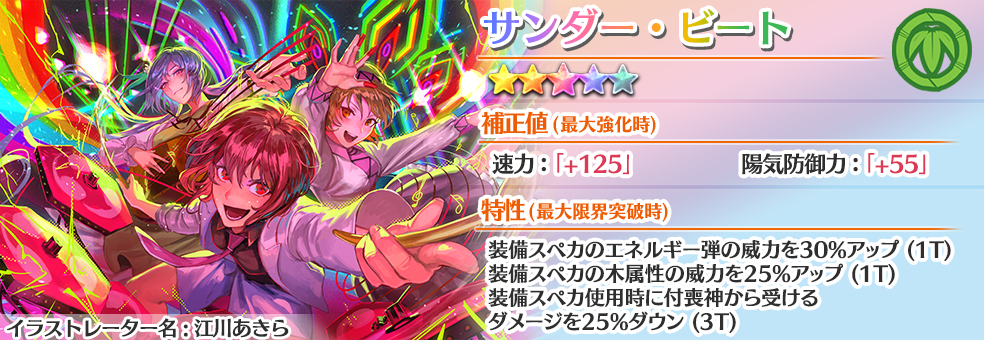 サンダー・ビート
補正値(最大強化時)
速力：「+125」 陽気防御力：「+55」
特性(最大限界突破時)
装備スペカのエネルギー弾の威力を30%アップ (1T)
装備スペカの木属性の威力を25%アップ (1T)
装備スペカ使用時に付喪神から受ける
ダメージを25%ダウン (3T)
イラストレーター名：江川あきら